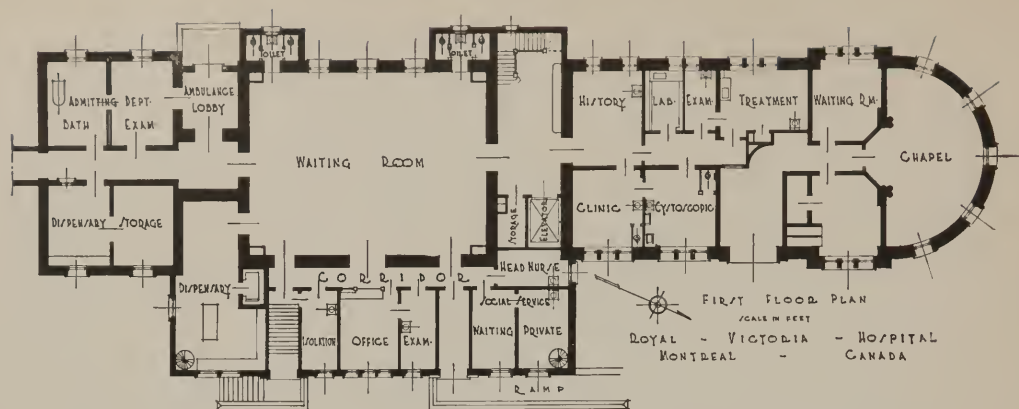 TOILET
TOILET
ADMITTING DEPT.
BATH EXAM.
AMBULANCE
LOBBY
HISTORY
LAB.
EXAM.
TREATMENT
WAITING RM.
WAITING ROOM
CHAPEL
DISPENSARY STORAGE
STORAGE
ELEVATOR
CLINIC
CYSTOSCOPIC
HEAD NURSE
CORRIDOR
DISPENSARY
ISOLATION
OFFICE
EXAM.
SOCIAL SERVICE
WAITING PRIVATE
RAMP
FIRST FLOOR PLAN
SCALE IN FEET
ROYAL - VICTORIA - HOSPITAL
MONTREAL - CANADA